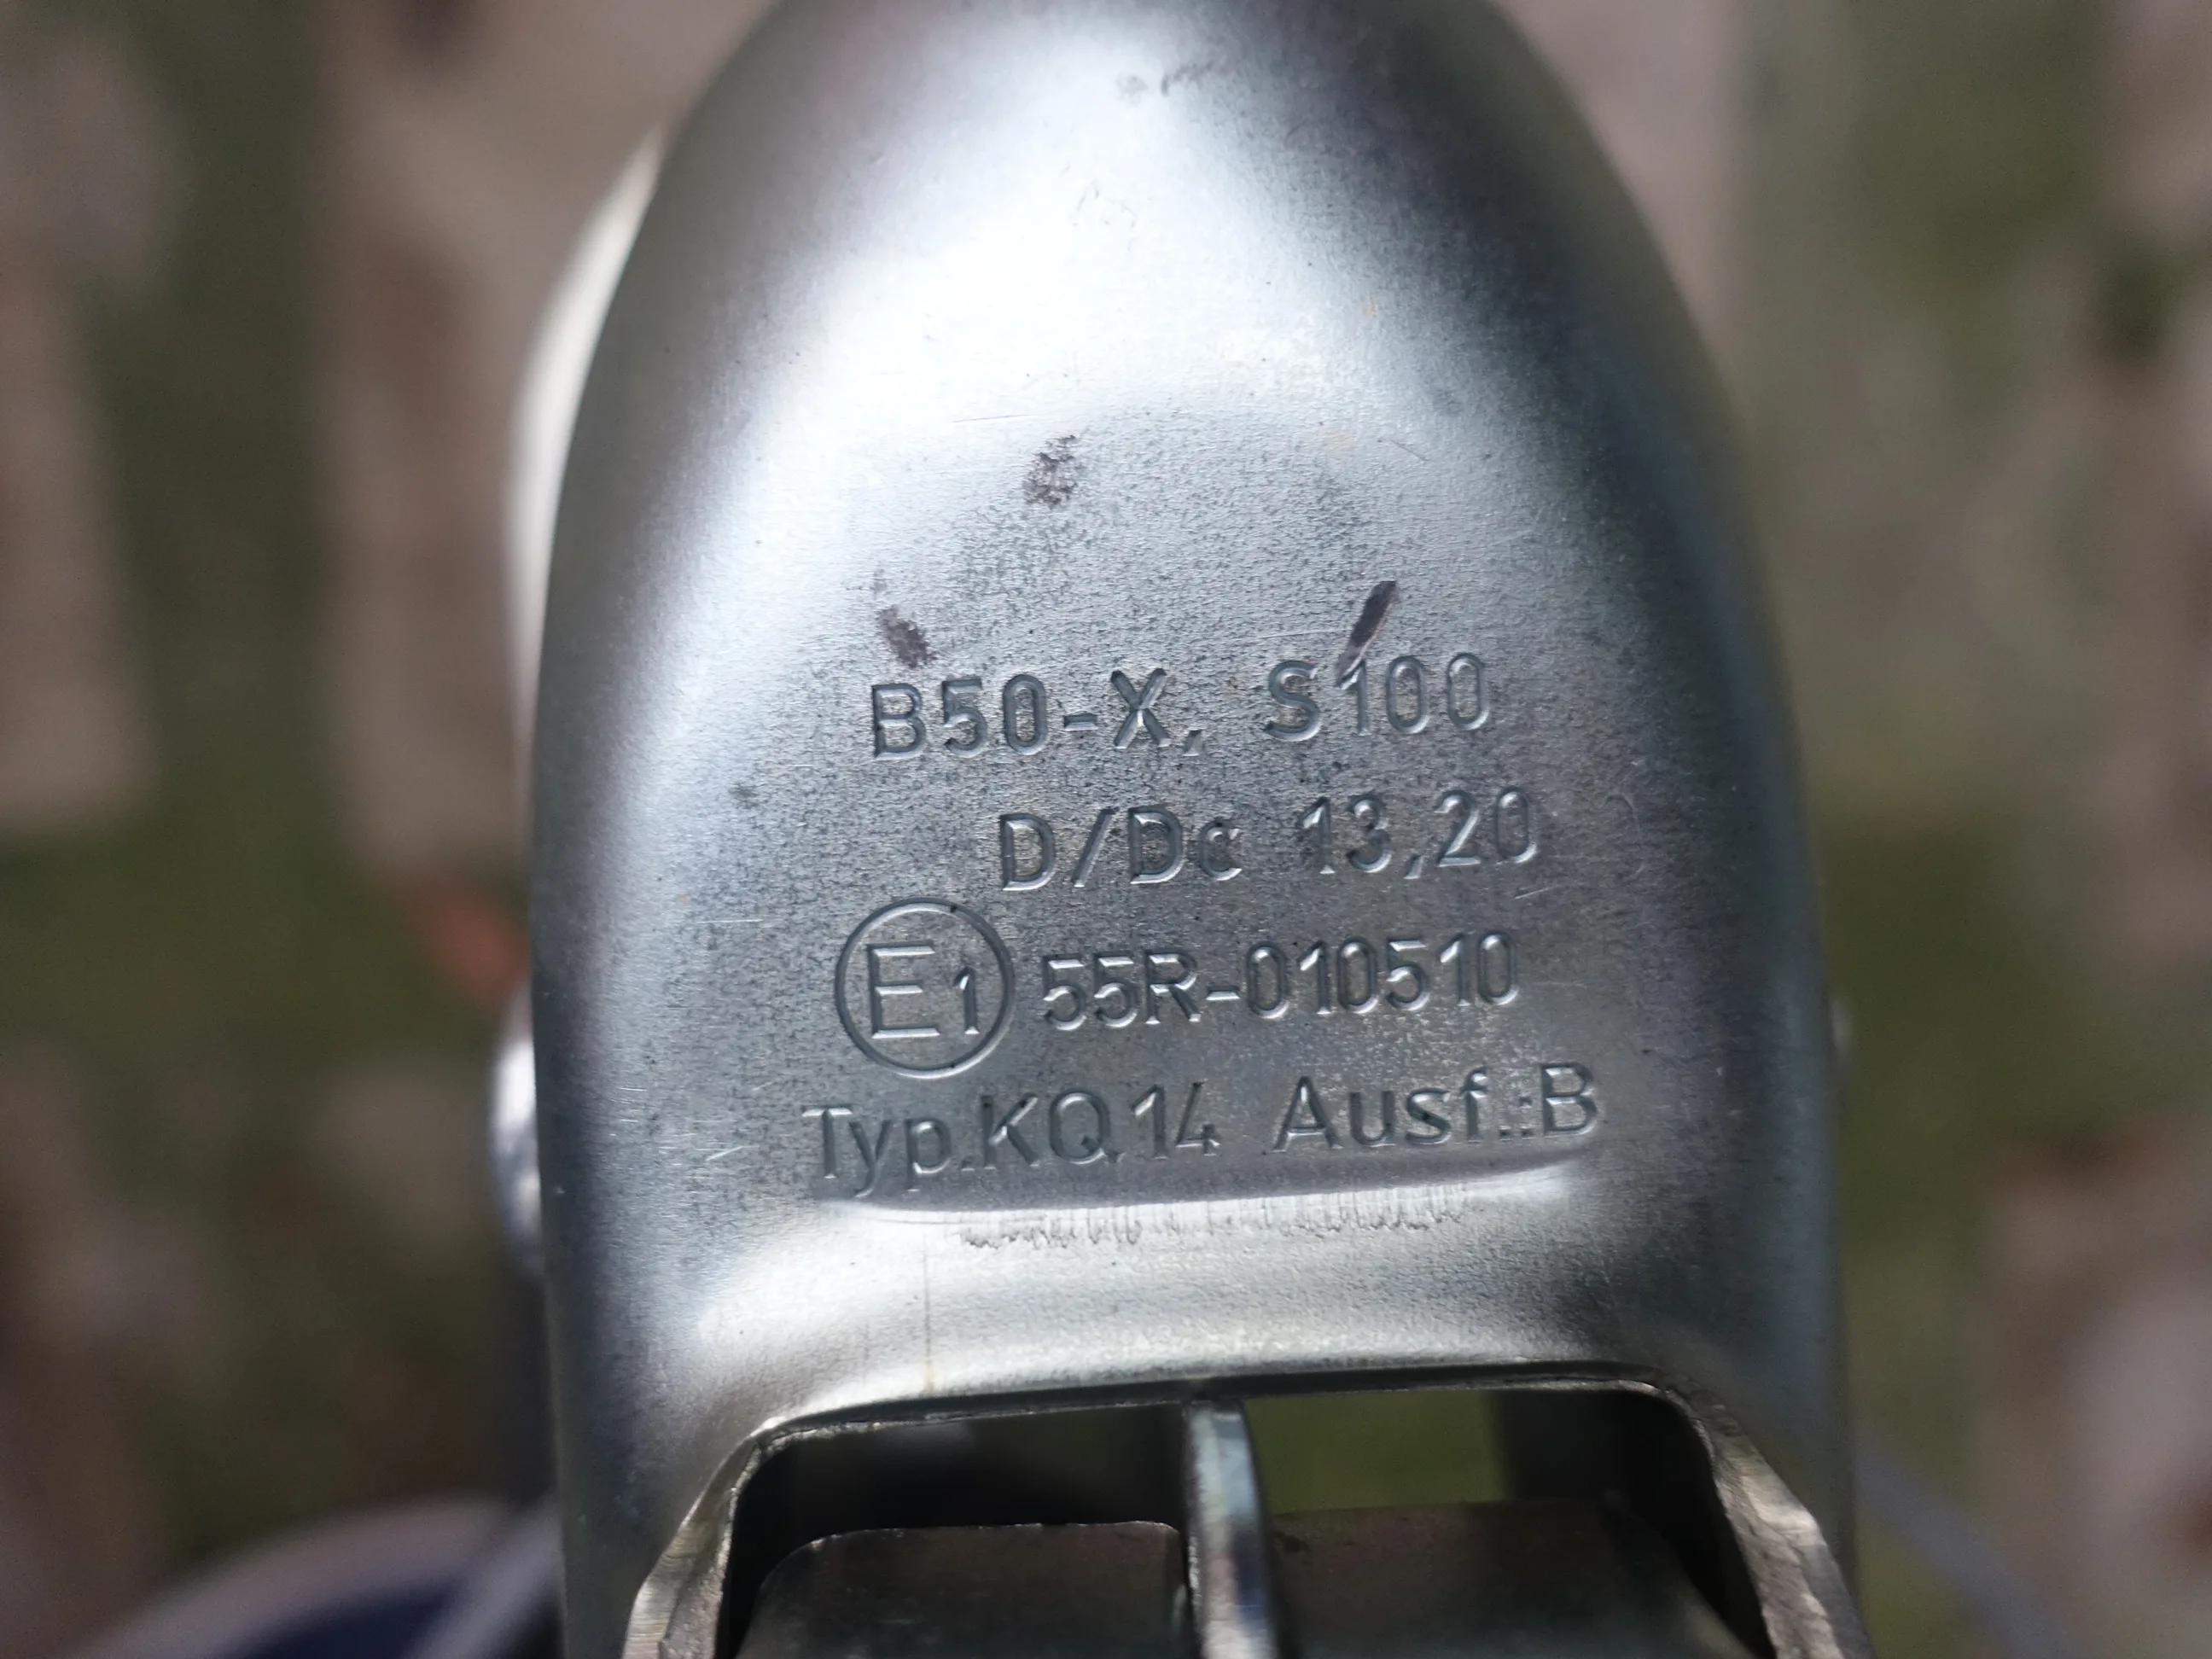 B50-X, S100
D/Dc 13,20
E1 55R-010510
Typ.KQ14 Ausf.:B